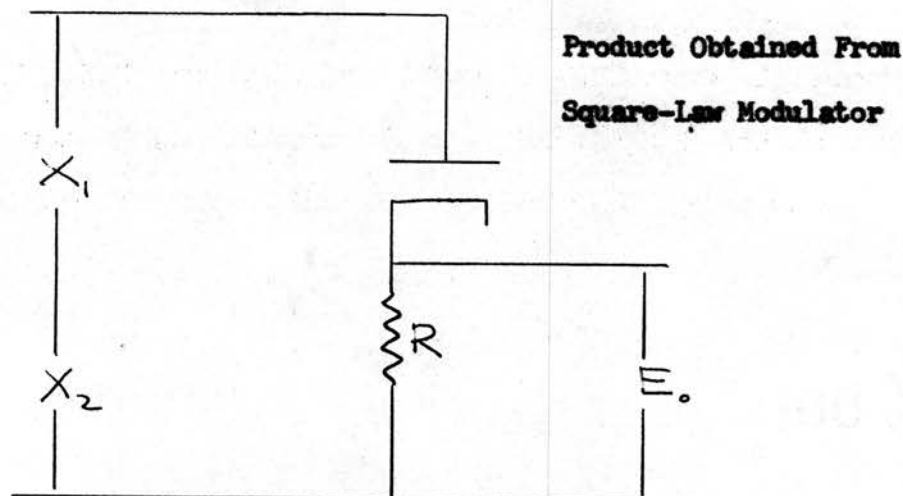 Product Obtained From
Square-Law Modulator
X₁
R
X₂
E₀